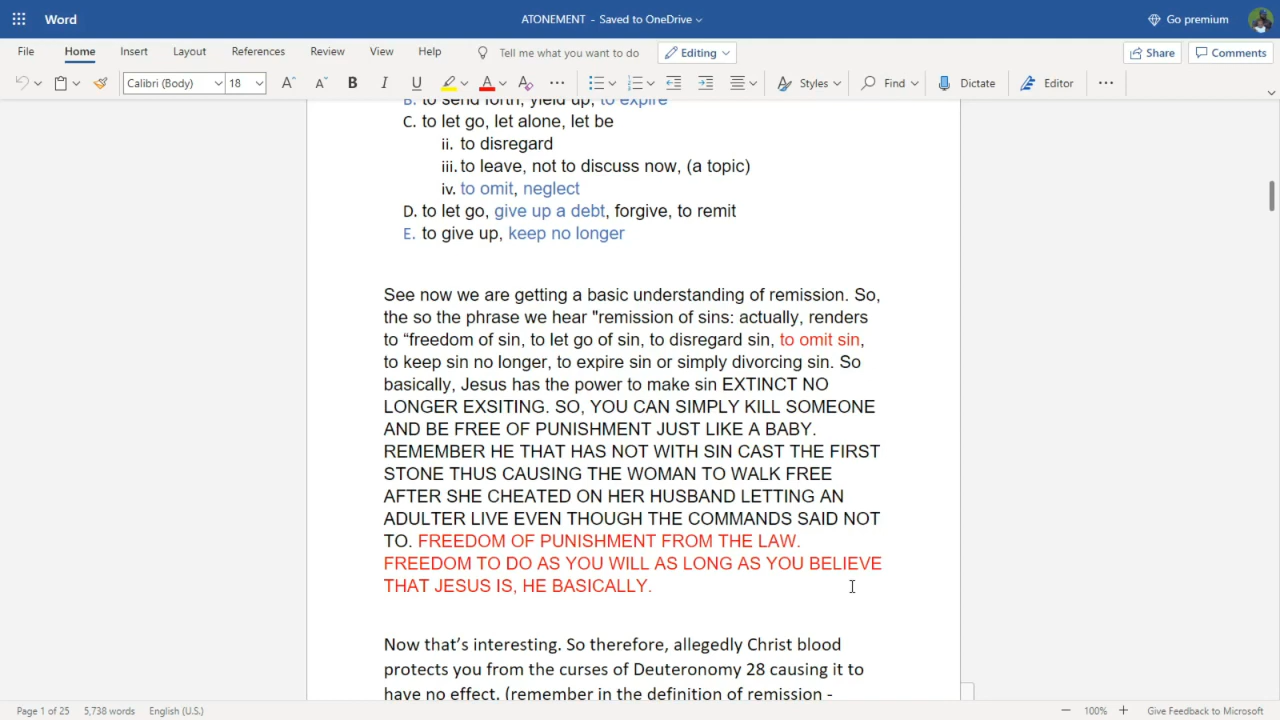 Word
ATONEMENT - Saved to OneDrive
Go premium
File Home Insert Layout References Review View Help Tell me what you want to do Editing Share Comments
Calibri (Body) 18 A A B I U A A Styles Find Dictate Editor
B. to send forth, yield up, to expire
C. to let go, let alone, let be
ii. to disregard
iii. to leave, not to discuss now, (a topic)
iv. to omit, neglect
D. to let go, give up a debt, forgive, to remit
E. to give up, keep no longer
See now we are getting a basic understanding of remission. So,
the so the phrase we hear "remission of sins: actually, renders
to “freedom of sin, to let go of sin, to disregard sin, to omit sin,
to keep sin no longer, to expire sin or simply divorcing sin. So
basically, Jesus has the power to make sin EXTINCT NO
LONGER EXSITING. SO, YOU CAN SIMPLY KILL SOMEONE
AND BE FREE OF PUNISHMENT JUST LIKE A BABY.
REMEMBER HE THAT HAS NOT WITH SIN CAST THE FIRST
STONE THUS CAUSING THE WOMAN TO WALK FREE
AFTER SHE CHEATED ON HER HUSBAND LETTING AN
ADULTER LIVE EVEN THOUGH THE COMMANDS SAID NOT
TO. FREEDOM OF PUNISHMENT FROM THE LAW.
FREEDOM TO DO AS YOU WILL AS LONG AS YOU BELIEVE
THAT JESUS IS, HE BASICALLY.
Now that’s interesting. So therefore, allegedly Christ blood
protects you from the curses of Deuteronomy 28 causing it to
have no effect. (remember in the definition of remission -
Page 1 of 25 5,738 words English (U.S.) 100% Give Feedback to Microsoft